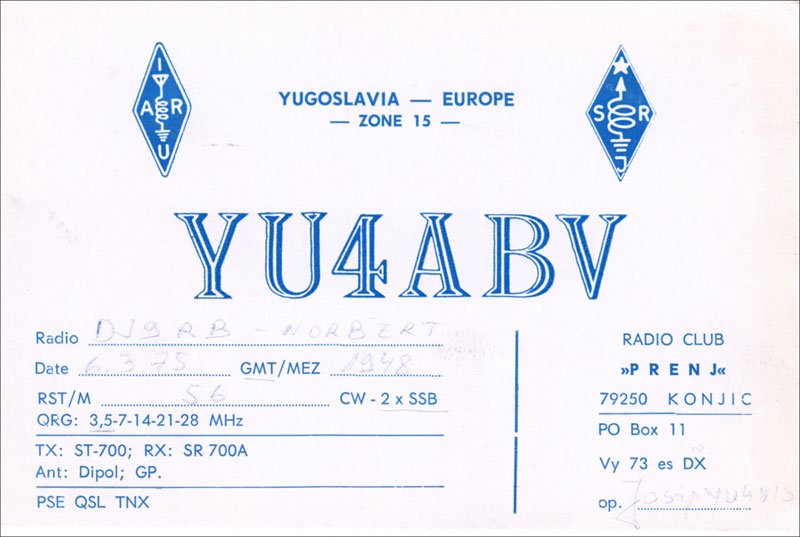 I
A R
U
YUGOSLAVIA — EUROPE
— ZONE 15 —
S R
J
YU4ABV
Radio DJ9RB - NORBERT
Date 6.3.75 GMT/MEZ 1948
RST/M 56 CW - 2 x SSB
QRG: 3,5-7-14-21-28 MHz
TX: ST-700; RX: SR 700A
Ant: Dipol; GP.
PSE QSL TNX
RADIO CLUB
»PRENJ«
79250 KONJIC
PO Box 11
Vy 73 es DX
op. Josip